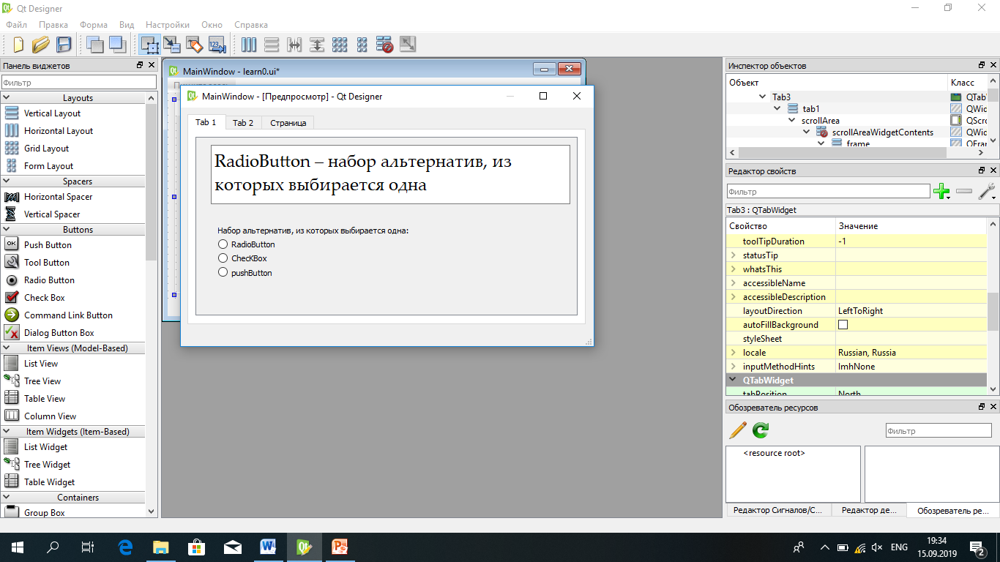 Qt Designer
Файл Правка Форма Вид Настройки Окно Справка
Панель виджетов
Фильтр
Layouts
Vertical Layout
Horizontal Layout
Grid Layout
Form Layout
Spacers
Horizontal Spacer
Vertical Spacer
Buttons
Push Button
Tool Button
Radio Button
Check Box
Command Link Button
Dialog Button Box
Item Views (Model-Based)
List View
Tree View
Table View
Column View
Item Widgets (Item-Based)
List Widget
Tree Widget
Table Widget
Containers
Group Box
MainWindow - learn0.ui*
MainWindow - [Предпросмотр] - Qt Designer
Tab 1 Tab 2 Страница
RadioButton – набор альтернатив, из
которых выбирается одна
Набор альтернатив, из которых выбирается одна:
RadioButton
ChecKBox
pushButton
Инспектор объектов
Объект Класс
Tab3 QTab
tab1 QWic
scrollArea QScro
scrollAreaWidgetContents QWic
frame QFra
Редактор свойств
Фильтр
Tab3 : QTabWidget
Свойство Значение
toolTipDuration -1
statusTip
whatsThis
accessibleName
accessibleDescription
layoutDirection LeftToRight
autoFillBackground
styleSheet
locale Russian, Russia
inputMethodHints ImhNone
QTabWidget
tabPosition North
Обозреватель ресурсов
Фильтр
<resource root>
Редактор Сигналов/С... Редактор де... Обозреватель ре...
ENG
19:34
15.09.2019
2